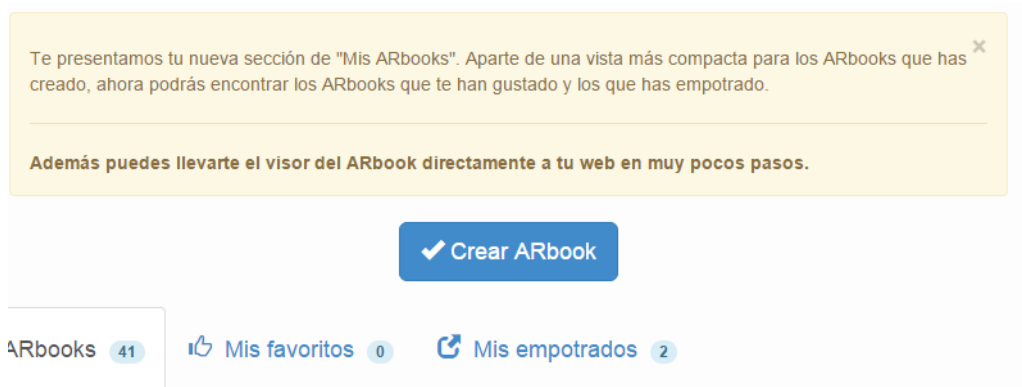 Te presentamos tu nueva sección de "Mis ARbooks". Aparte de una vista más compacta para los ARbooks que has
creado, ahora podrás encontrar los ARbooks que te han gustado y los que has empotrado.
Además puedes llevarte el visor del ARbook directamente a tu web en muy pocos pasos.
Crear ARbook
ARbooks 41 Mis favoritos 0 Mis empotrados 2